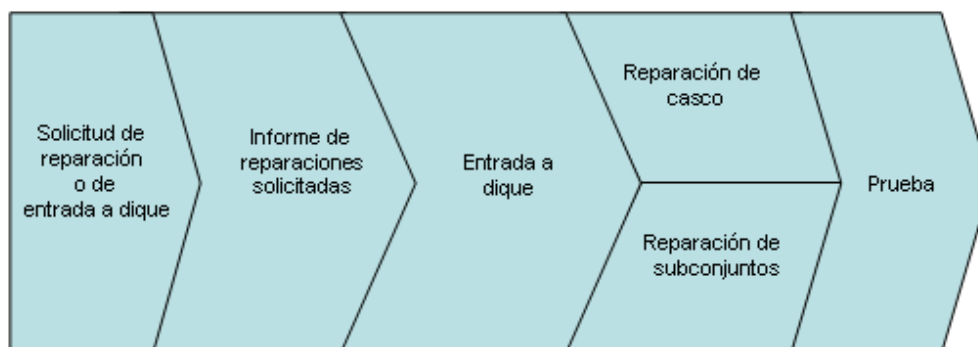 Solicitud de
reparación
o de
entrada a dique
Informe de
reparaciones
solicitadas
Entrada a
dique
Reparación de
casco
Reparación de
subconjuntos
Prueba